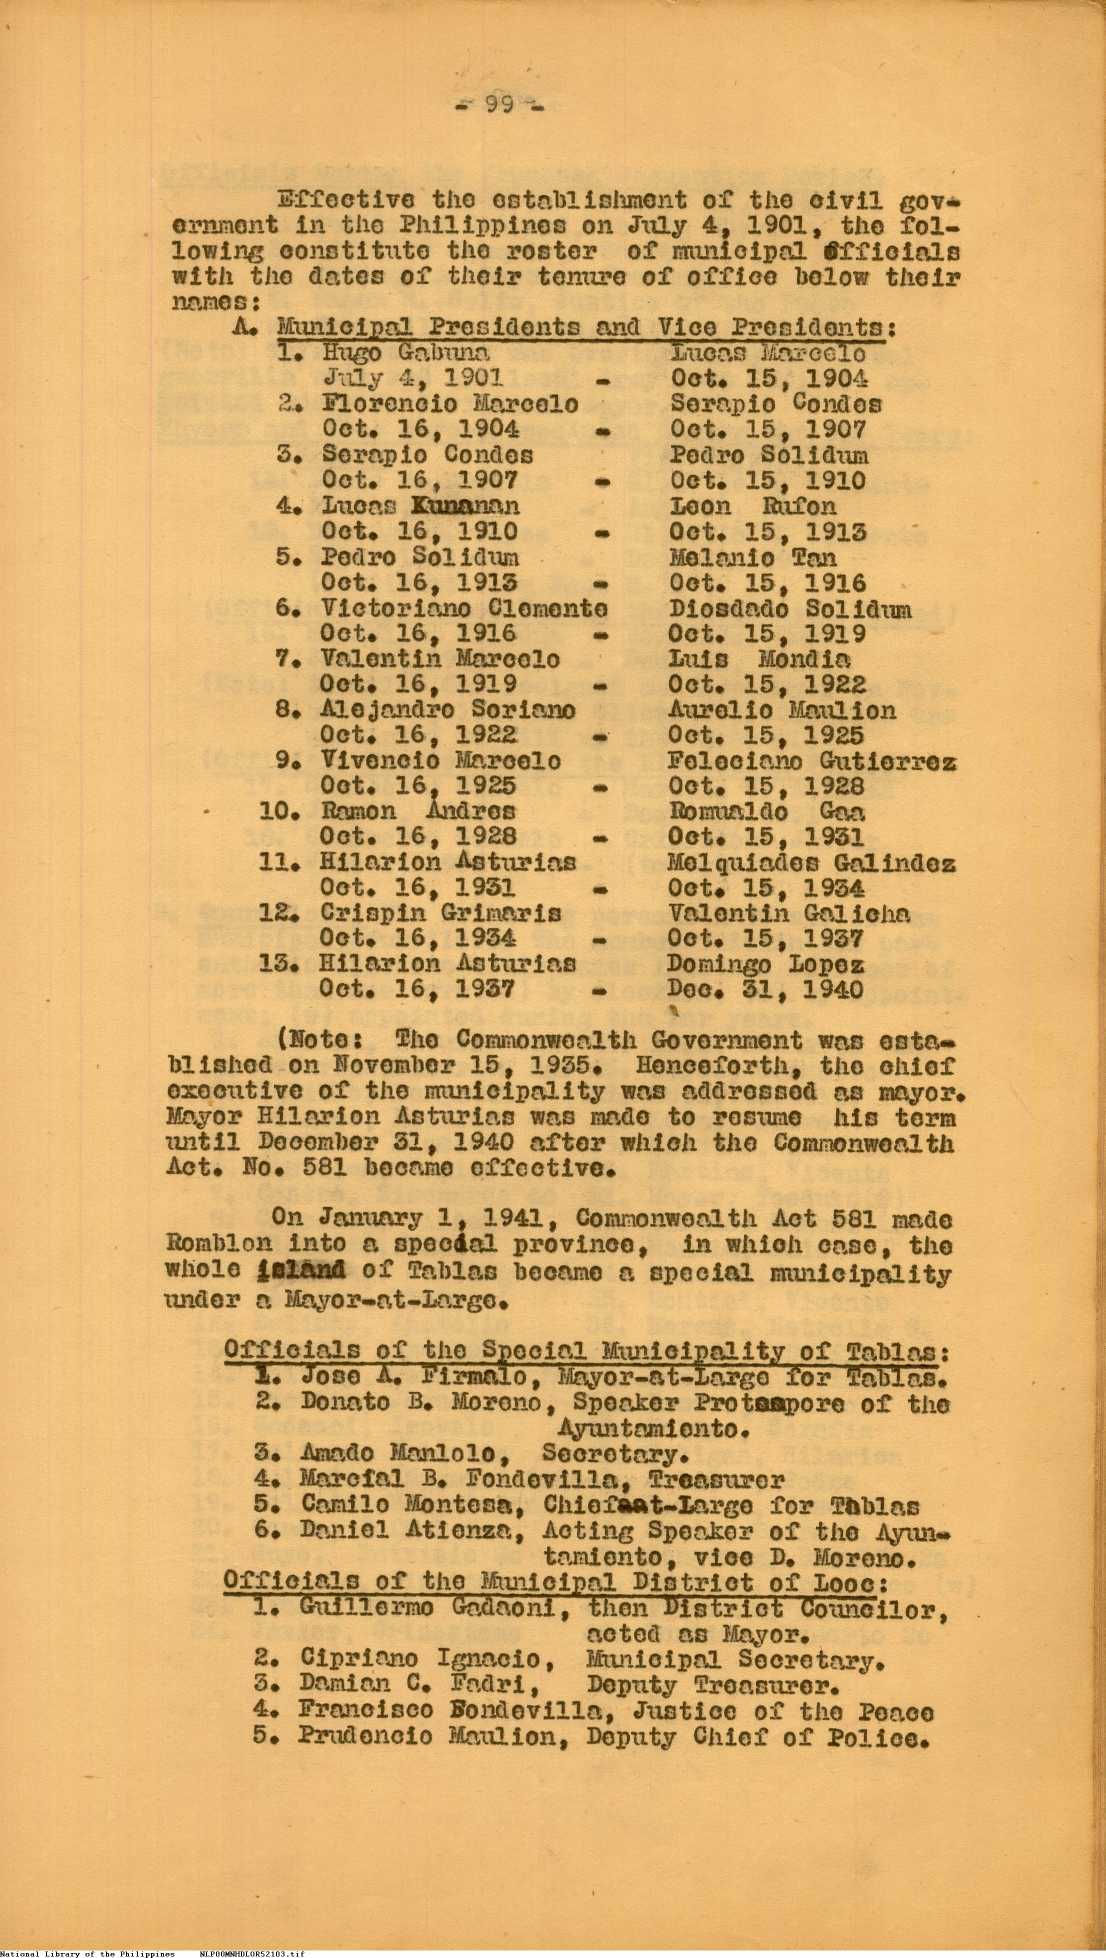 - 99 -
Effective the establishment of the civil gov-
ernment in the Philippines on July 4, 1901, the fol-
lowing constitute the roster of municipal officials
with the dates of their tenure of office below their
names:
A. Municipal Presidents and Vice Presidents:
1. Hugo Gabuna Lucas Marcelo
July 4, 1901 - Oct. 15, 1904
2. Florencio Marcelo Serapio Condes
Oct. 16, 1904 - Oct. 15, 1907
3. Serapio Condes Pedro Solidum
Oct. 16, 1907 - Oct. 15, 1910
4. Lucas Kunanan Leon Rufon
Oct. 16, 1910 - Oct. 15, 1913
5. Pedro Solidum Melanio Tan
Oct. 16, 1913 - Oct. 15, 1916
6. Victoriano Clemente Diosdado Solidum
Oct. 16, 1916 - Oct. 15, 1919
7. Valentin Marcelo Luis Mondia
Oct. 16, 1919 - Oct. 15, 1922
8. Alejandro Soriano Aurelio Maulion
Oct. 16, 1922 - Oct. 15, 1925
9. Vivencio Marcelo Feleciano Gutierrez
Oct. 16, 1925 - Oct. 15, 1928
10. Ramon Andres Romualdo Gaa
Oct. 16, 1928 - Oct. 15, 1931
11. Hilarion Asturias Melquiades Galindez
Oct. 16, 1931 - Oct. 15, 1934
12. Crispin Grimaris Valentin Galicha
Oct. 16, 1934 - Oct. 15, 1937
13. Hilarion Asturias Domingo Lopez
Oct. 16, 1937 - Dec. 31, 1940
(Note: The Commonwealth Government was esta-
blished on November 15, 1935. Henceforth, the chief
executive of the municipality was addressed as mayor.
Mayor Hilarion Asturias was made to resume his term
until December 31, 1940 after which the Commonwealth
Act. No. 581 became effective.
On January 1, 1941, Commonwealth Act 581 made
Romblon into a special province, in which case, the
whole island of Tablas became a special municipality
under a Mayor-at-Large.
Officials of the Special Municipality of Tablas:
1. Jose A. Firmalo, Mayor-at-Large for Tablas.
2. Donato B. Moreno, Speaker Protempore of the
Ayuntamiento.
3. Amado Manlolo, Secretary.
4. Marcial B. Fondevilla, Treasurer
5. Camilo Montesa, Chief-at-Large for Tablas
6. Daniel Atienza, Acting Speaker of the Ayun-
tamiento, vice D. Moreno.
Officials of the Municipal District of Looc:
1. Guillermo Gadaoni, then District Councilor,
acted as Mayor.
2. Cipriano Ignacio, Municipal Secretary.
3. Damian C. Fadri, Deputy Treasurer.
4. Francisco Fondevilla, Justice of the Peace
5. Prudencio Maulion, Deputy Chief of Police.
National Library of the Philippines NLPOOMNHDLOR52103.tif